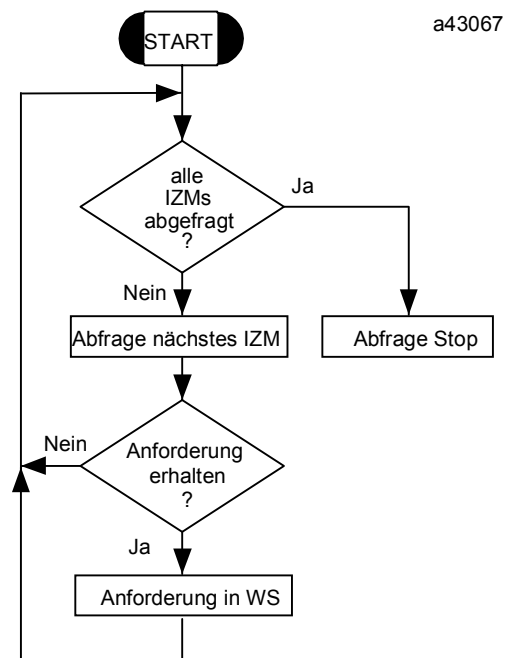 a43067
START
alle
IZMs
abgefragt
?
Ja
Nein
Abfrage nächstes IZM
Abfrage Stop
Nein
Anforderung
erhalten
?
Ja
Anforderung in WS